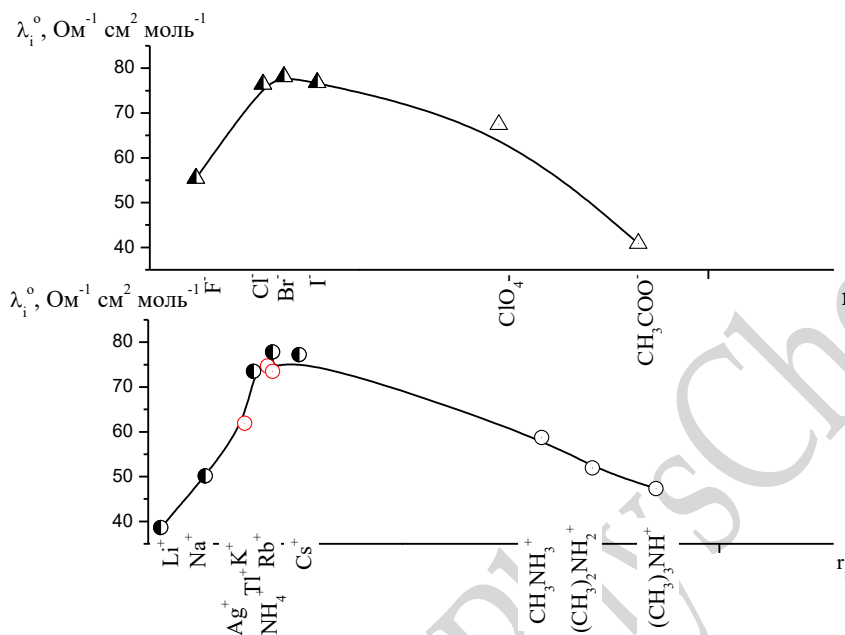 λᵢ°, Ом⁻¹ см² моль⁻¹
80
70
60
50
40
F⁻
Cl⁻
Br⁻
I⁻
ClO₄⁻
CH₃COO⁻
r
λᵢ°, Ом⁻¹ см² моль⁻¹
80
70
60
50
40
Li⁺
Na⁺
Ag⁺
Tl⁺
K⁺
NH₄⁺
Rb⁺
Cs⁺
CH₃NH₃⁺
(CH₃)₂NH₂⁺
(CH₃)₃NH⁺
r
PhysChe